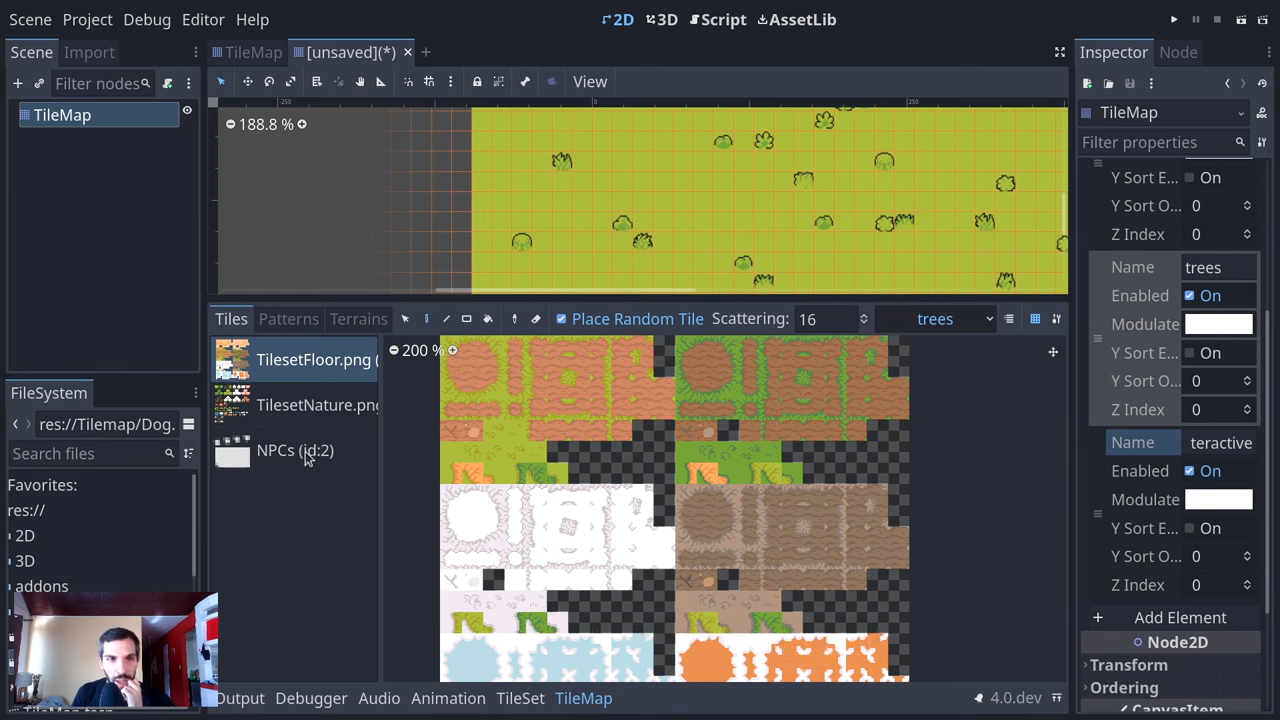 Scene Project Debug Editor Help
2D 3D Script AssetLib
Scene Import
TileMap [unsaved](*)
Inspector Node
Filter nodes
View
TileMap
TileMap
Filter properties
-250 0 250
188.8 %
Y Sort E... On
Y Sort O... 0
Z Index 0
Name trees
Enabled On
Modulate
Y Sort E... On
Y Sort O... 0
Z Index 0
Name teractive
Enabled On
Modulate
Y Sort E... On
Y Sort O... 0
Z Index 0
Add Element
Node2D
Transform
Ordering
CanvasItem
Tiles Patterns Terrains
Place Random Tile Scattering: 16 trees
200 %
TilesetFloor.png (
TilesetNature.png
NPCs (id:2)
FileSystem
res://Tilemap/Dog.
Search files
Favorites:
res://
2D
3D
addons
Output Debugger Audio Animation TileSet TileMap
4.0.dev